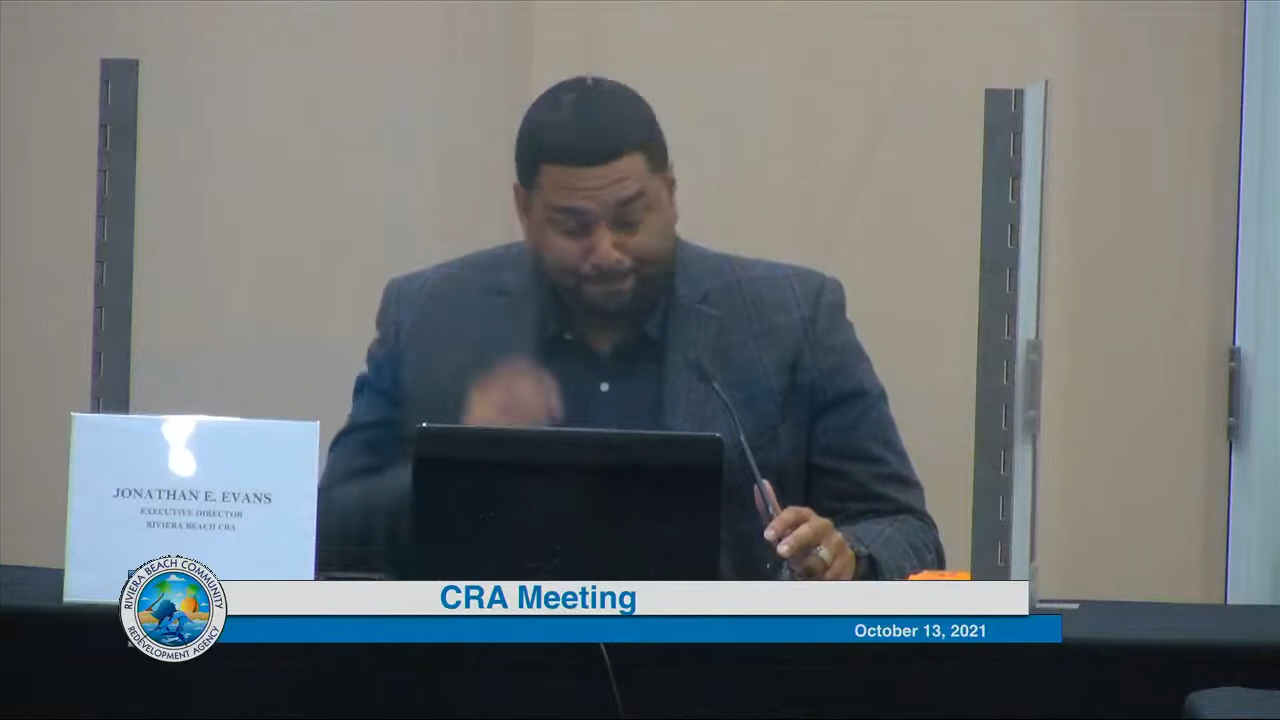 JONATHAN E. EVANS
EXECUTIVE DIRECTOR
RIVIERA BEACH CRA
RIVIERA BEACH COMMUNITY
REDEVELOPMENT AGENCY
CRA Meeting
October 13, 2021